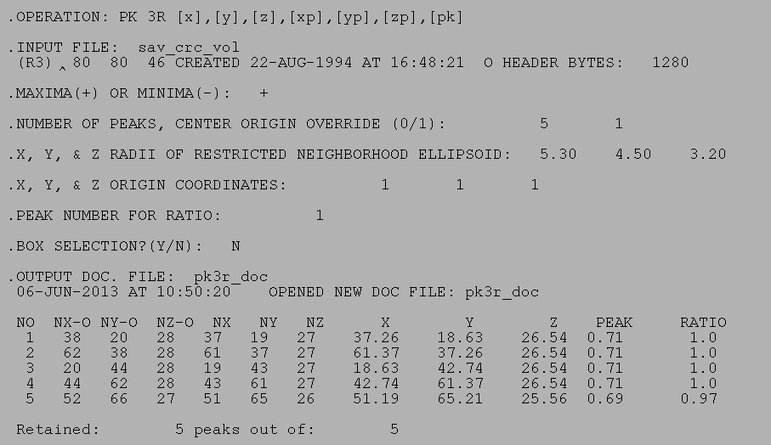 .OPERATION: PK 3R [x],[y],[z],[xp],[yp],[zp],[pk]
.INPUT FILE:  sav_crc_vol
(R3)  80  80  46 CREATED 22-AUG-1994 AT 16:48:21  O HEADER BYTES:   1280
^
.MAXIMA(+) OR MINIMA(-):   +
.NUMBER OF PEAKS, CENTER ORIGIN OVERRIDE (0/1):          5       1
.X, Y, & Z RADII OF RESTRICTED NEIGHBORHOOD ELLIPSOID:   5.30    4.50    3.20
.X, Y, & Z ORIGIN COORDINATES:          1       1       1
.PEAK NUMBER FOR RATIO:          1
.BOX SELECTION?(Y/N):   N
.OUTPUT DOC. FILE:  pk3r_doc
06-JUN-2013 AT 10:50:20    OPENED NEW DOC FILE: pk3r_doc
NO  NX-O NY-O  NZ-O  NX   NY   NZ      X        Y        Z    PEAK     RATIO
1   38   20   28   37   19   27   37.26    18.63    26.54  0.71      1.0
2   62   38   28   61   37   27   61.37    37.26    26.54  0.71      1.0
3   20   44   28   19   43   27   18.63    42.74    26.54  0.71      1.0
4   44   62   28   43   61   27   42.74    61.37    26.54  0.71      1.0
5   52   66   27   51   65   26   51.19    65.21    25.56  0.69     0.97
Retained:        5 peaks out of:        5